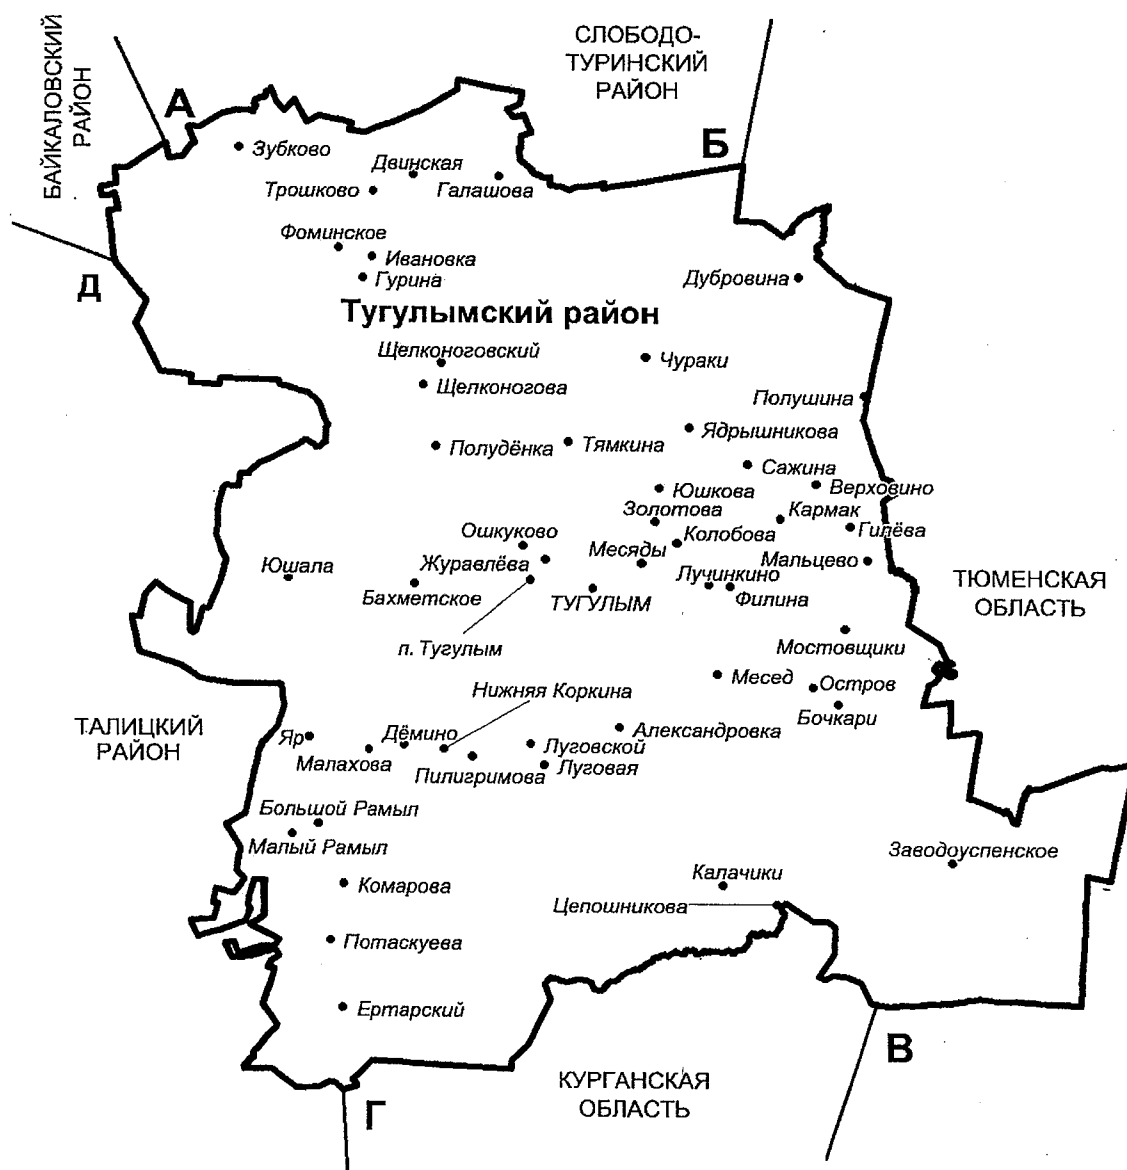 СЛОБОДО-
ТУРИНСКИЙ
РАЙОН
БАЙКАЛОВСКИЙ
РАЙОН
А
Б
Зубково
Двинская
Трошково
Галашова
Фоминское
Ивановка
Гурина
Дубровина
Д
Тугулымский район
Щелконоговский
Чураки
Щелконогова
Полушина
Ядрышникова
Полудёнка
Тямкина
Сажина
Верховино
Юшкова
Золотова
Кармак
Гилёва
Ошкуково
Колобова
Месяды
Журавлёва
Мальцево
Юшала
Лучинкино
Бахметское
ТУГУЛЫМ
Филина
ТЮМЕНСКАЯ
ОБЛАСТЬ
п. Тугулым
Мостовщики
Месед
Остров
Нижняя Коркина
Бочкари
ТАЛИЦКИЙ
РАЙОН
Яр
Дёмино
Александровка
Малахова
Луговской
Пилигримова
Луговая
Большой Рамыл
Малый Рамыл
Заводоуспенское
Калачики
Комарова
Цепошникова
Потаскуева
Ертарский
В
КУРГАНСКАЯ
ОБЛАСТЬ
Г